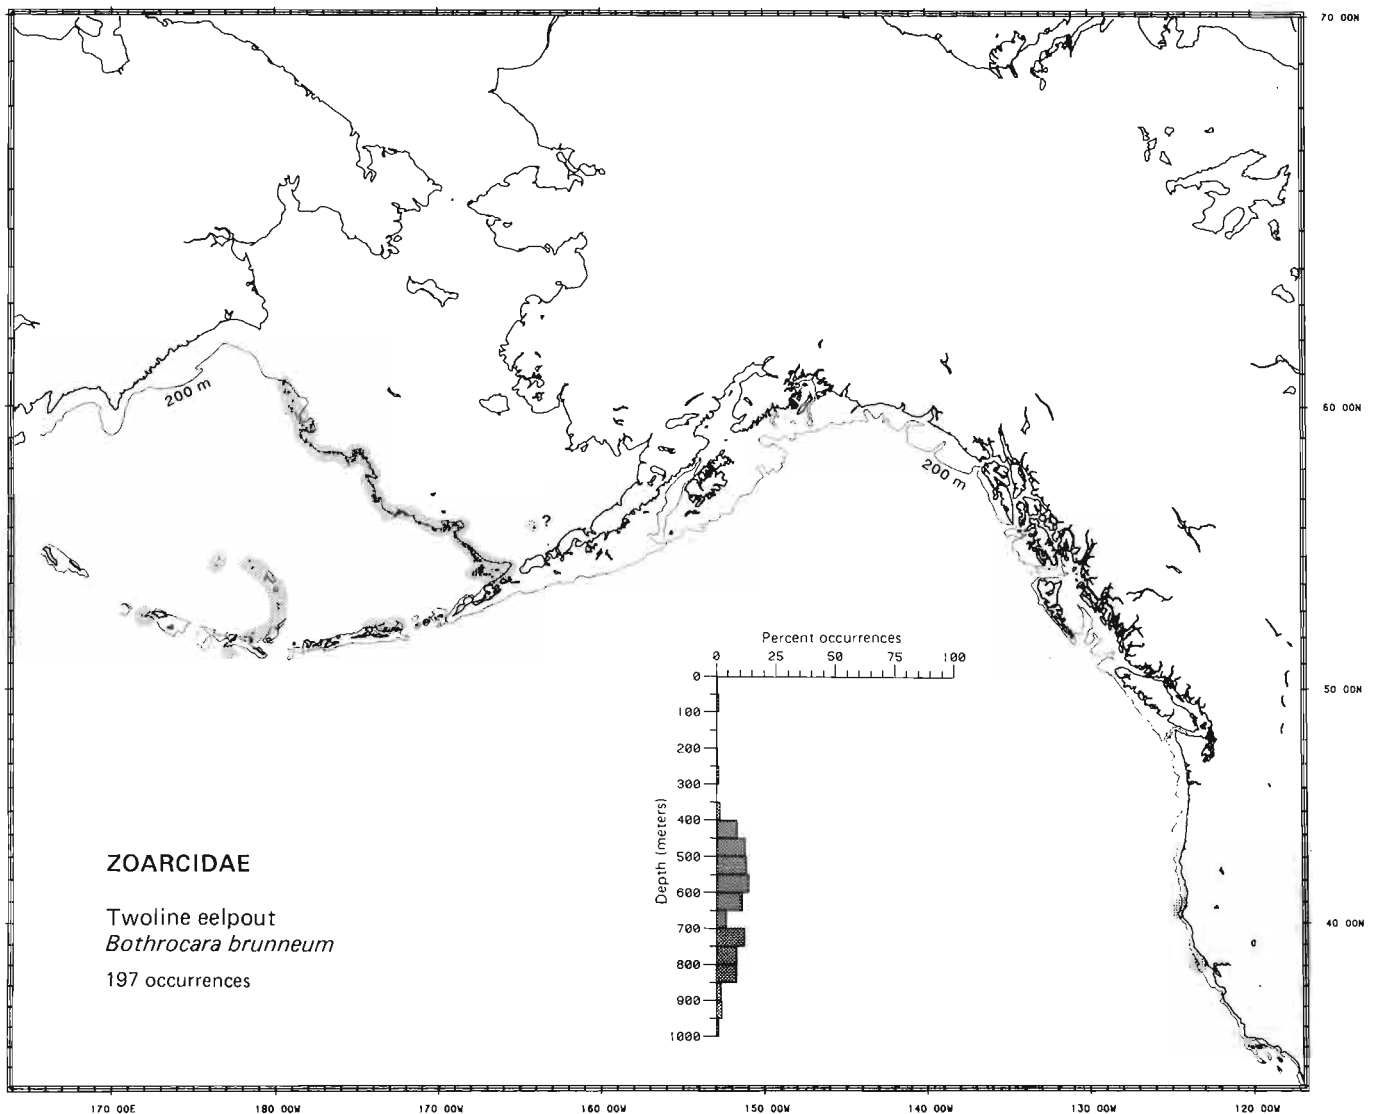 70 00N
200 m
60 00N
200 m
?
Percent occurrences
0 25 50 75 100
50 00N
Depth (meters)
0
100
200
300
400
500
600
700
800
900
1000
ZOARCIDAE
Twoline eelpout
Bothrocara brunneum
197 occurrences
40 00N
170 00E 180 00W 170 00W 160 00W 150 00W 140 00W 130 00W 120 00W